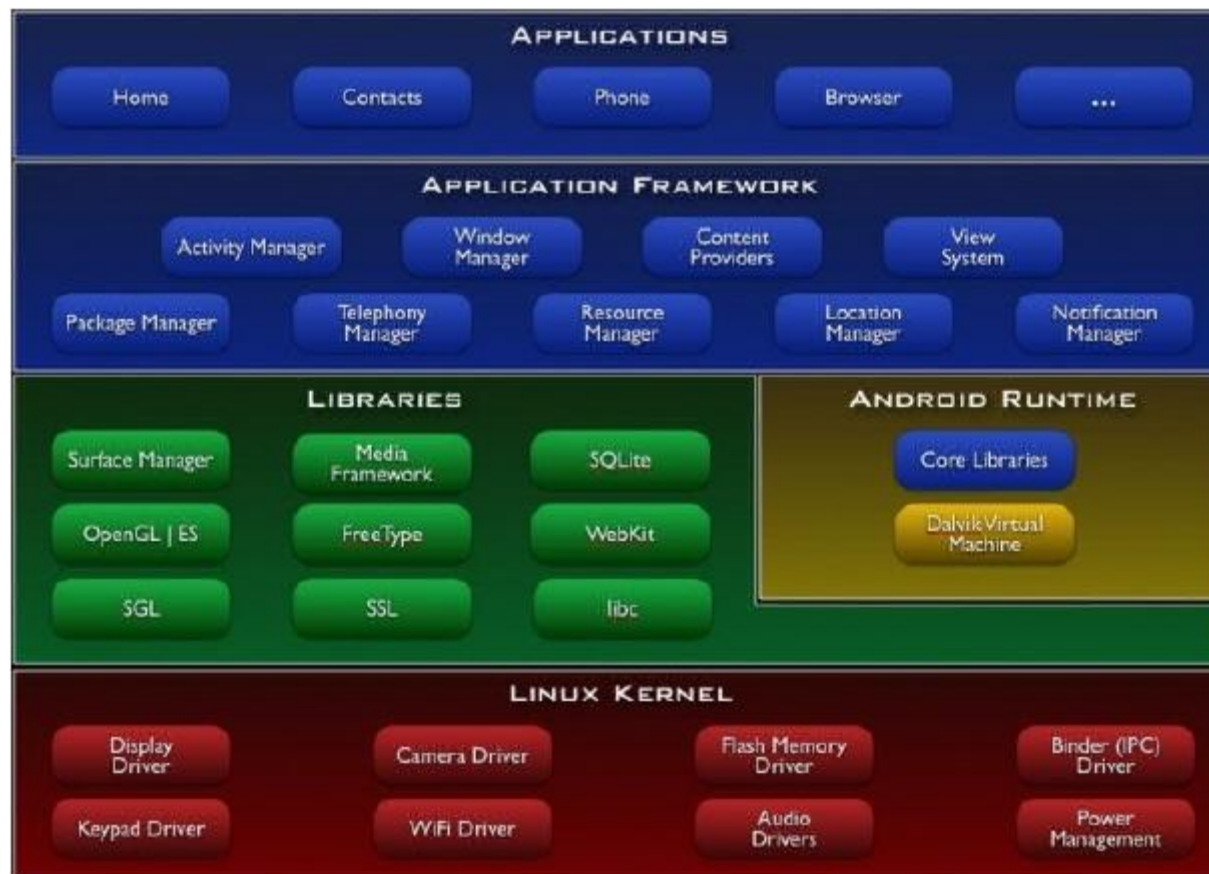 APPLICATIONS
Home
Contacts
Phone
Browser
...
APPLICATION FRAMEWORK
Activity Manager
Window
Manager
Content
Providers
View
System
Package Manager
Telephony
Manager
Resource
Manager
Location
Manager
Notification
Manager
LIBRARIES
Surface Manager
Media
Framework
SQLite
OpenGL | ES
FreeType
WebKit
SGL
SSL
libc
ANDROID RUNTIME
Core Libraries
Dalvik Virtual
Machine
LINUX KERNEL
Display
Driver
Camera Driver
Flash Memory
Driver
Binder (IPC)
Driver
Keypad Driver
WiFi Driver
Audio
Drivers
Power
Management